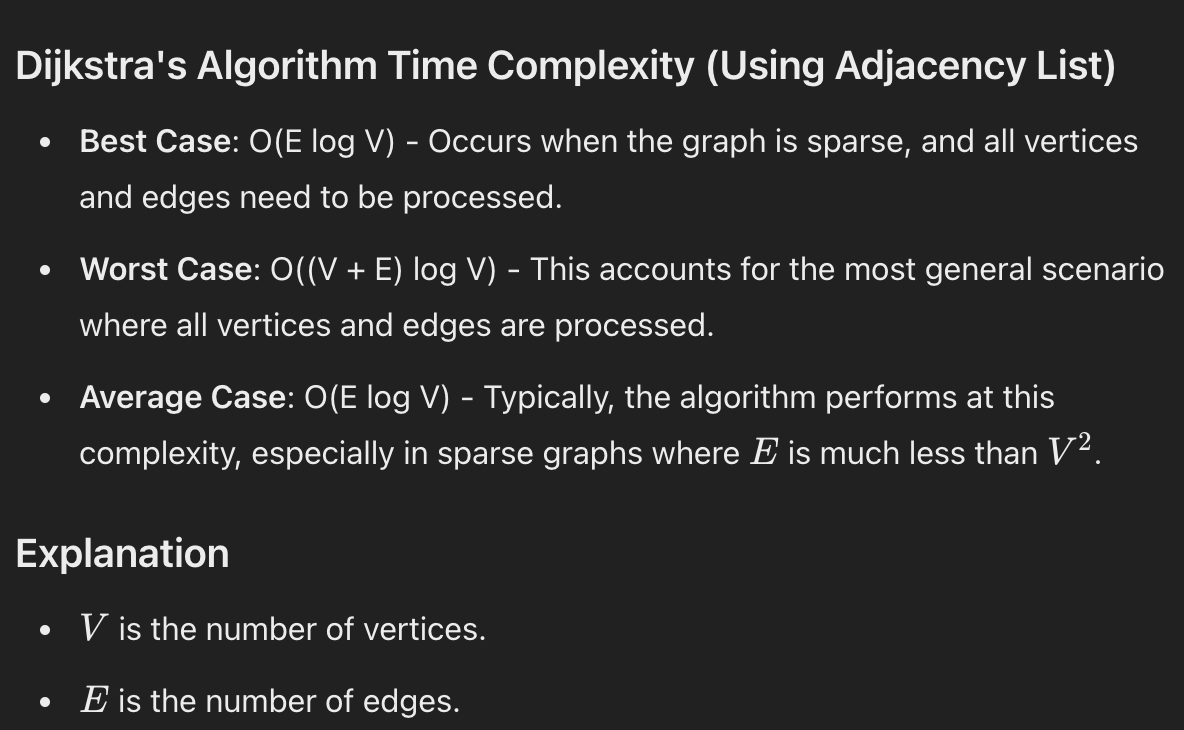 Dijkstra's Algorithm Time Complexity (Using Adjacency List)
• Best Case: O(E log V) - Occurs when the graph is sparse, and all vertices
and edges need to be processed.
• Worst Case: O((V + E) log V) - This accounts for the most general scenario
where all vertices and edges are processed.
• Average Case: O(E log V) - Typically, the algorithm performs at this
complexity, especially in sparse graphs where E is much less than V².
Explanation
• V is the number of vertices.
• E is the number of edges.